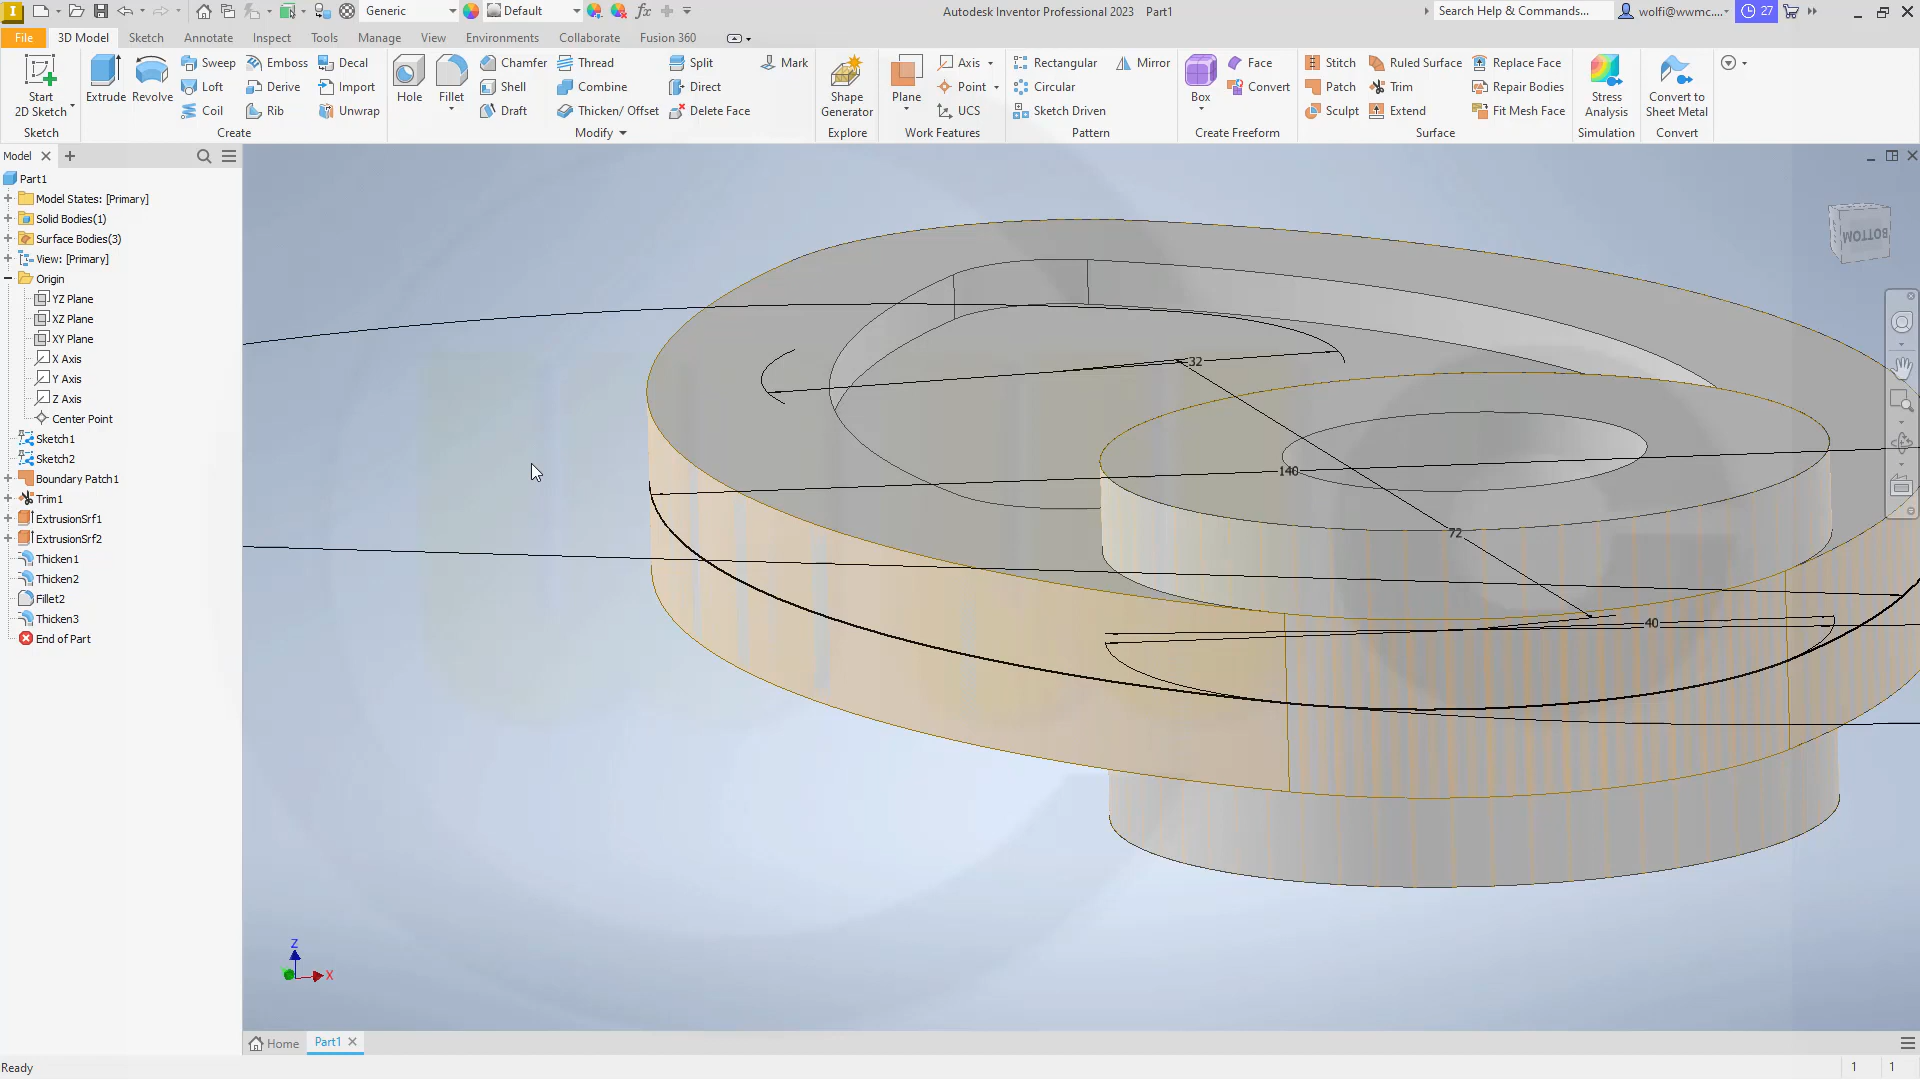 Generic
Default
Autodesk Inventor Professional 2023 Part1
Search Help & Commands...
wolfi@wwmc....
27
File 3D Model Sketch Annotate Inspect Tools Manage View Environments Collaborate Fusion 360
Start
2D Sketch
Sketch
Extrude
Revolve
Sweep
Loft
Coil
Emboss
Derive
Rib
Decal
Import
Unwrap
Create
Hole
Fillet
Chamfer
Shell
Draft
Thread
Combine
Thicken/ Offset
Split
Direct
Delete Face
Modify
Mark
Shape
Generator
Explore
Plane
Axis
Point
UCS
Work Features
Rectangular
Circular
Sketch Driven
Mirror
Pattern
Box
Face
Convert
Create Freeform
Stitch
Patch
Sculpt
Ruled Surface
Trim
Extend
Replace Face
Repair Bodies
Fit Mesh Face
Surface
Stress
Analysis
Simulation
Convert to
Sheet Metal
Convert
Model
Part1
Model States: [Primary]
Solid Bodies(1)
Surface Bodies(3)
View: [Primary]
Origin
YZ Plane
XZ Plane
XY Plane
X Axis
Y Axis
Z Axis
Center Point
Sketch1
Sketch2
Boundary Patch1
Trim1
ExtrusionSrf1
ExtrusionSrf2
Thicken1
Thicken2
Fillet2
Thicken3
End of Part
BOTTOM
32
140
72
40
Z
X
Home
Part1
Ready
1 1